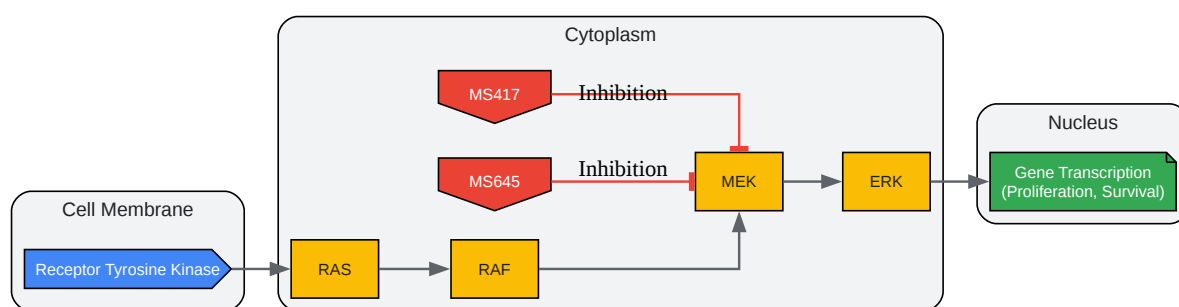 Cytoplasm
MS417
Inhibition
Nucleus
MS645
Inhibition
MEK
ERK
Gene Transcription
(Proliferation, Survival)
Cell Membrane
Receptor Tyrosine Kinase
RAS
RAF